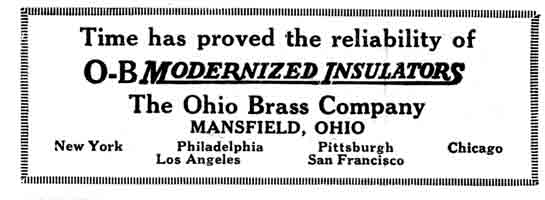 Time has proved the reliability of
O-B MODERNIZED INSULATORS
The Ohio Brass Company
MANSFIELD, OHIO
New York Philadelphia Pittsburgh Chicago
Los Angeles San Francisco